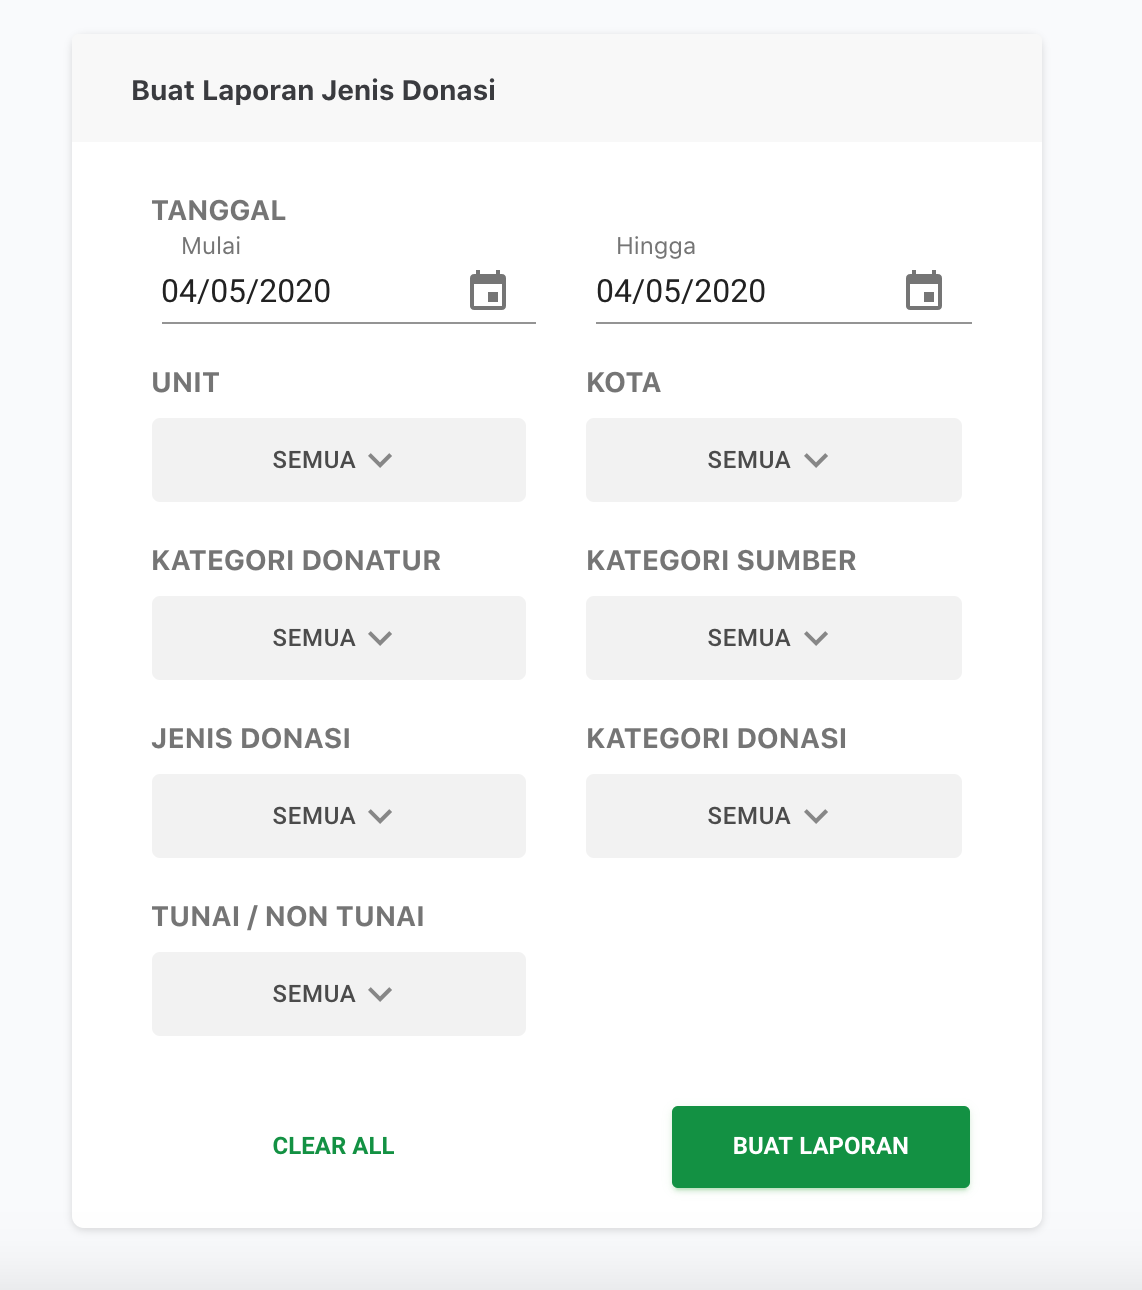 Buat Laporan Jenis Donasi
TANGGAL
Mulai Hingga
04/05/2020 04/05/2020
UNIT KOTA
SEMUA SEMUA
KATEGORI DONATUR KATEGORI SUMBER
SEMUA SEMUA
JENIS DONASI KATEGORI DONASI
SEMUA SEMUA
TUNAI / NON TUNAI
SEMUA
CLEAR ALL BUAT LAPORAN